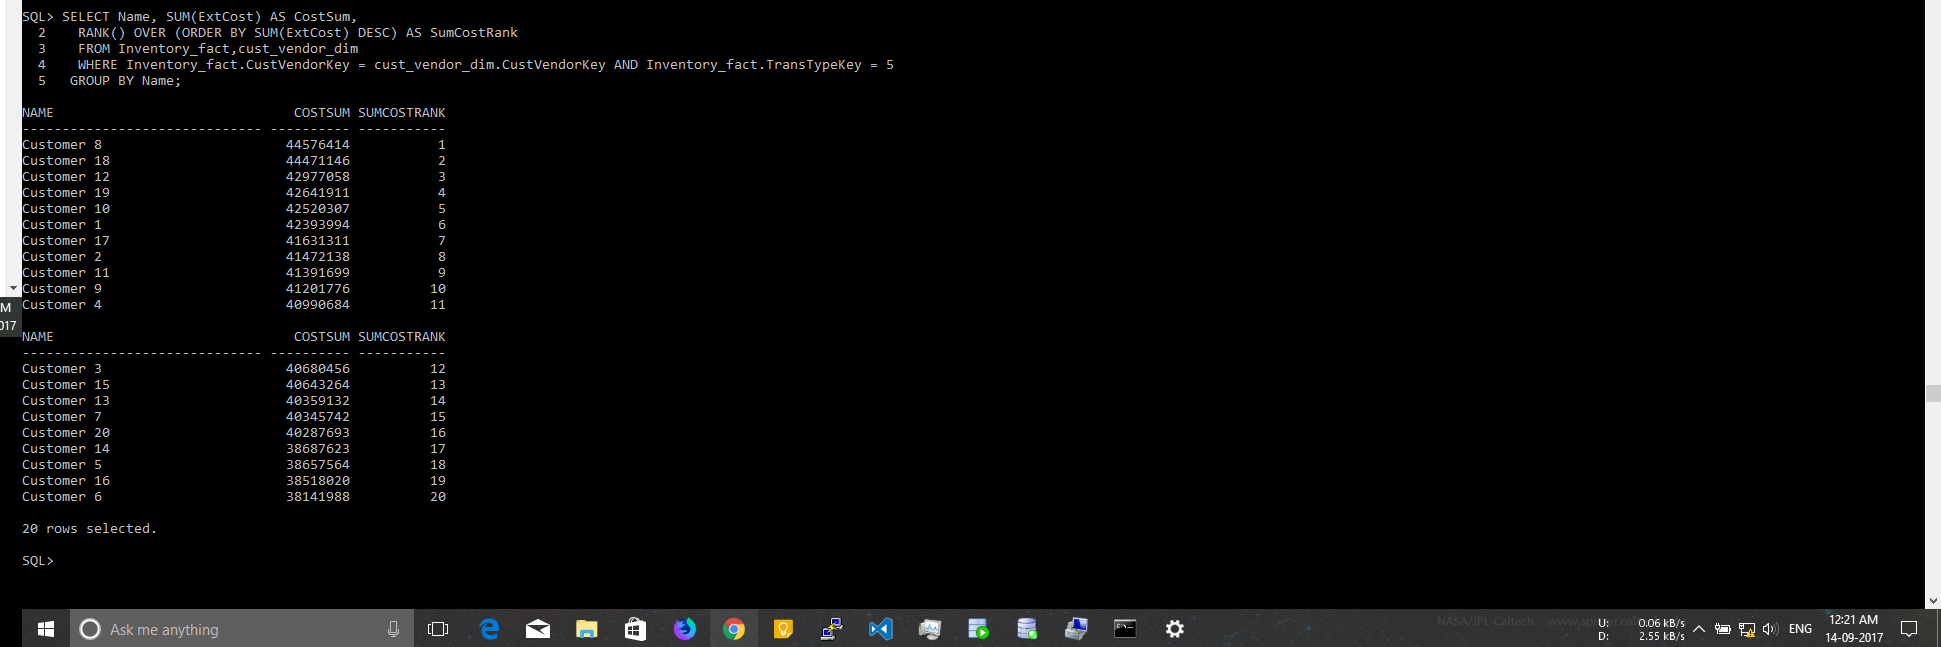 SQL> SELECT Name, SUM(ExtCost) AS CostSum,
  2    RANK() OVER (ORDER BY SUM(ExtCost) DESC) AS SumCostRank
  3    FROM Inventory_fact,cust_vendor_dim
  4    WHERE Inventory_fact.CustVendorKey = cust_vendor_dim.CustVendorKey AND Inventory_fact.TransTypeKey = 5
  5   GROUP BY Name;
NAME                              COSTSUM SUMCOSTRANK
------------------------------ ---------- -----------
Customer 8                       44576414           1
Customer 18                      44471146           2
Customer 12                      42977058           3
Customer 19                      42641911           4
Customer 10                      42520307           5
Customer 1                       42393994           6
Customer 17                      41631311           7
Customer 2                       41472138           8
Customer 11                      41391699           9
Customer 9                       41201776          10
Customer 4                       40990684          11
M
017
NAME                              COSTSUM SUMCOSTRANK
------------------------------ ---------- -----------
Customer 3                       40680456          12
Customer 15                      40643264          13
Customer 13                      40359132          14
Customer 7                       40345742          15
Customer 20                      40287693          16
Customer 14                      38687623          17
Customer 5                       38657564          18
Customer 16                      38518020          19
Customer 6                       38141988          20
20 rows selected.
SQL>
Ask me anything
NASA/JPL-Caltech
U: 0.06 kB/s
D: 2.55 kB/s
ENG
12:21 AM
14-09-2017